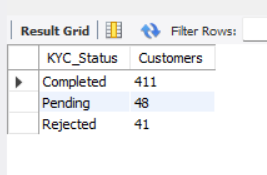 Result Grid Filter Rows:
KYC_Status Customers
Completed 411
Pending 48
Rejected 41